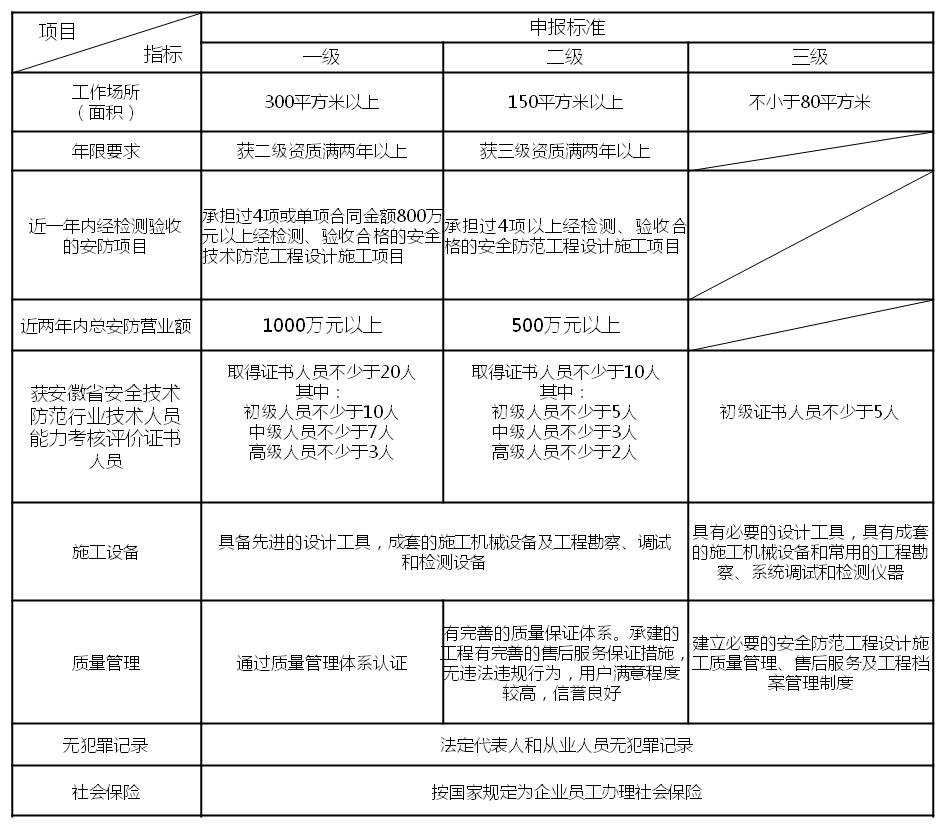 项目
指标
申报标准
一级
二级
三级
工作场所
（面积）
300平方米以上
150平方米以上
不小于80平方米
年限要求
获二级资质满两年以上
获三级资质满两年以上
近一年内经检测验收
的安防项目
承担过4项或单项合同金额800万
元以上经检测、验收合格的安全
技术防范工程设计施工项目
承担过4项以上经检测、验收合
格的安全防范工程设计施工项目
近两年内总安防营业额
1000万元以上
500万元以上
获安徽省安全技术
防范行业技术人员
能力考核评价证书
人员
取得证书人员不少于20人
其中：
初级人员不少于10人
中级人员不少于7人
高级人员不少于3人
取得证书人员不少于10人
其中：
初级人员不少于5人
中级人员不少于3人
高级人员不少于2人
初级证书人员不少于5人
施工设备
具备先进的设计工具，成套的施工机械设备及工程勘察、调试
和检测设备
具有必要的设计工具，具有成套
的施工机械设备和常用的工程勘
察、系统调试和检测仪器
质量管理
通过质量管理体系认证
有完善的质量保证体系。承建的
工程有完善的售后服务保证措施，
无违法违规行为，用户满意程度
较高，信誉良好
建立必要的安全防范工程设计施
工质量管理、售后服务及工程档
案管理制度
无犯罪记录
法定代表人和从业人员无犯罪记录
社会保险
按国家规定为企业员工办理社会保险